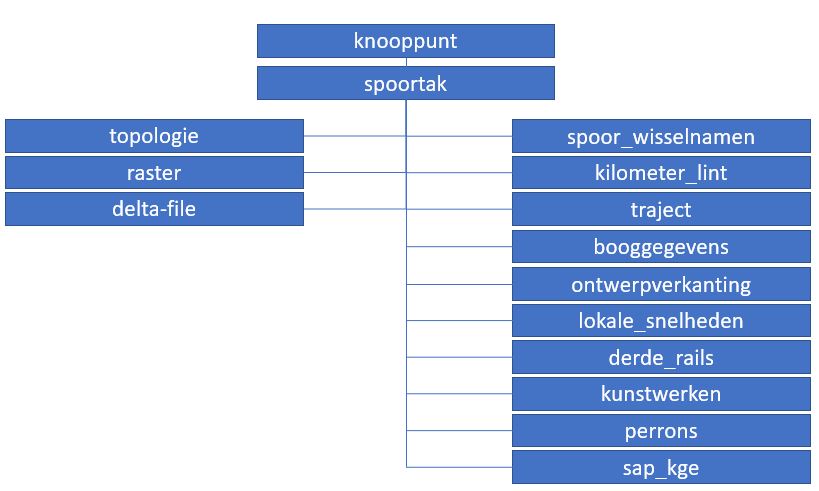 knooppunt
spoortak
topologie
raster
delta-file
spoor_wisselnamen
kilometer_lint
traject
booggegevens
ontwerpverkanting
lokale_snelheden
derde_rails
kunstwerken
perrons
sap_kge